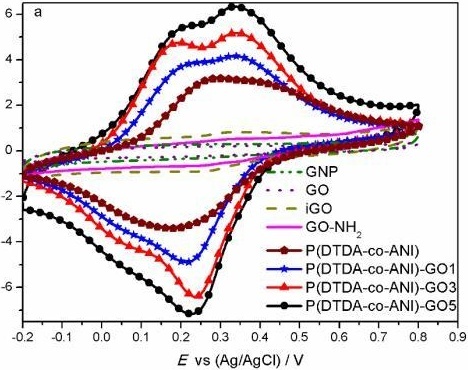 a
6
4
2
0
-2
-4
-6
GNP
GO
iGO
GO-NH2
P(DTDA-co-ANI)
P(DTDA-co-ANI)-GO1
P(DTDA-co-ANI)-GO3
P(DTDA-co-ANI)-GO5
-0.2 -0.1 0.0 0.1 0.2 0.3 0.4 0.5 0.6 0.7 0.8 0.9
E vs (Ag/AgCl) / V